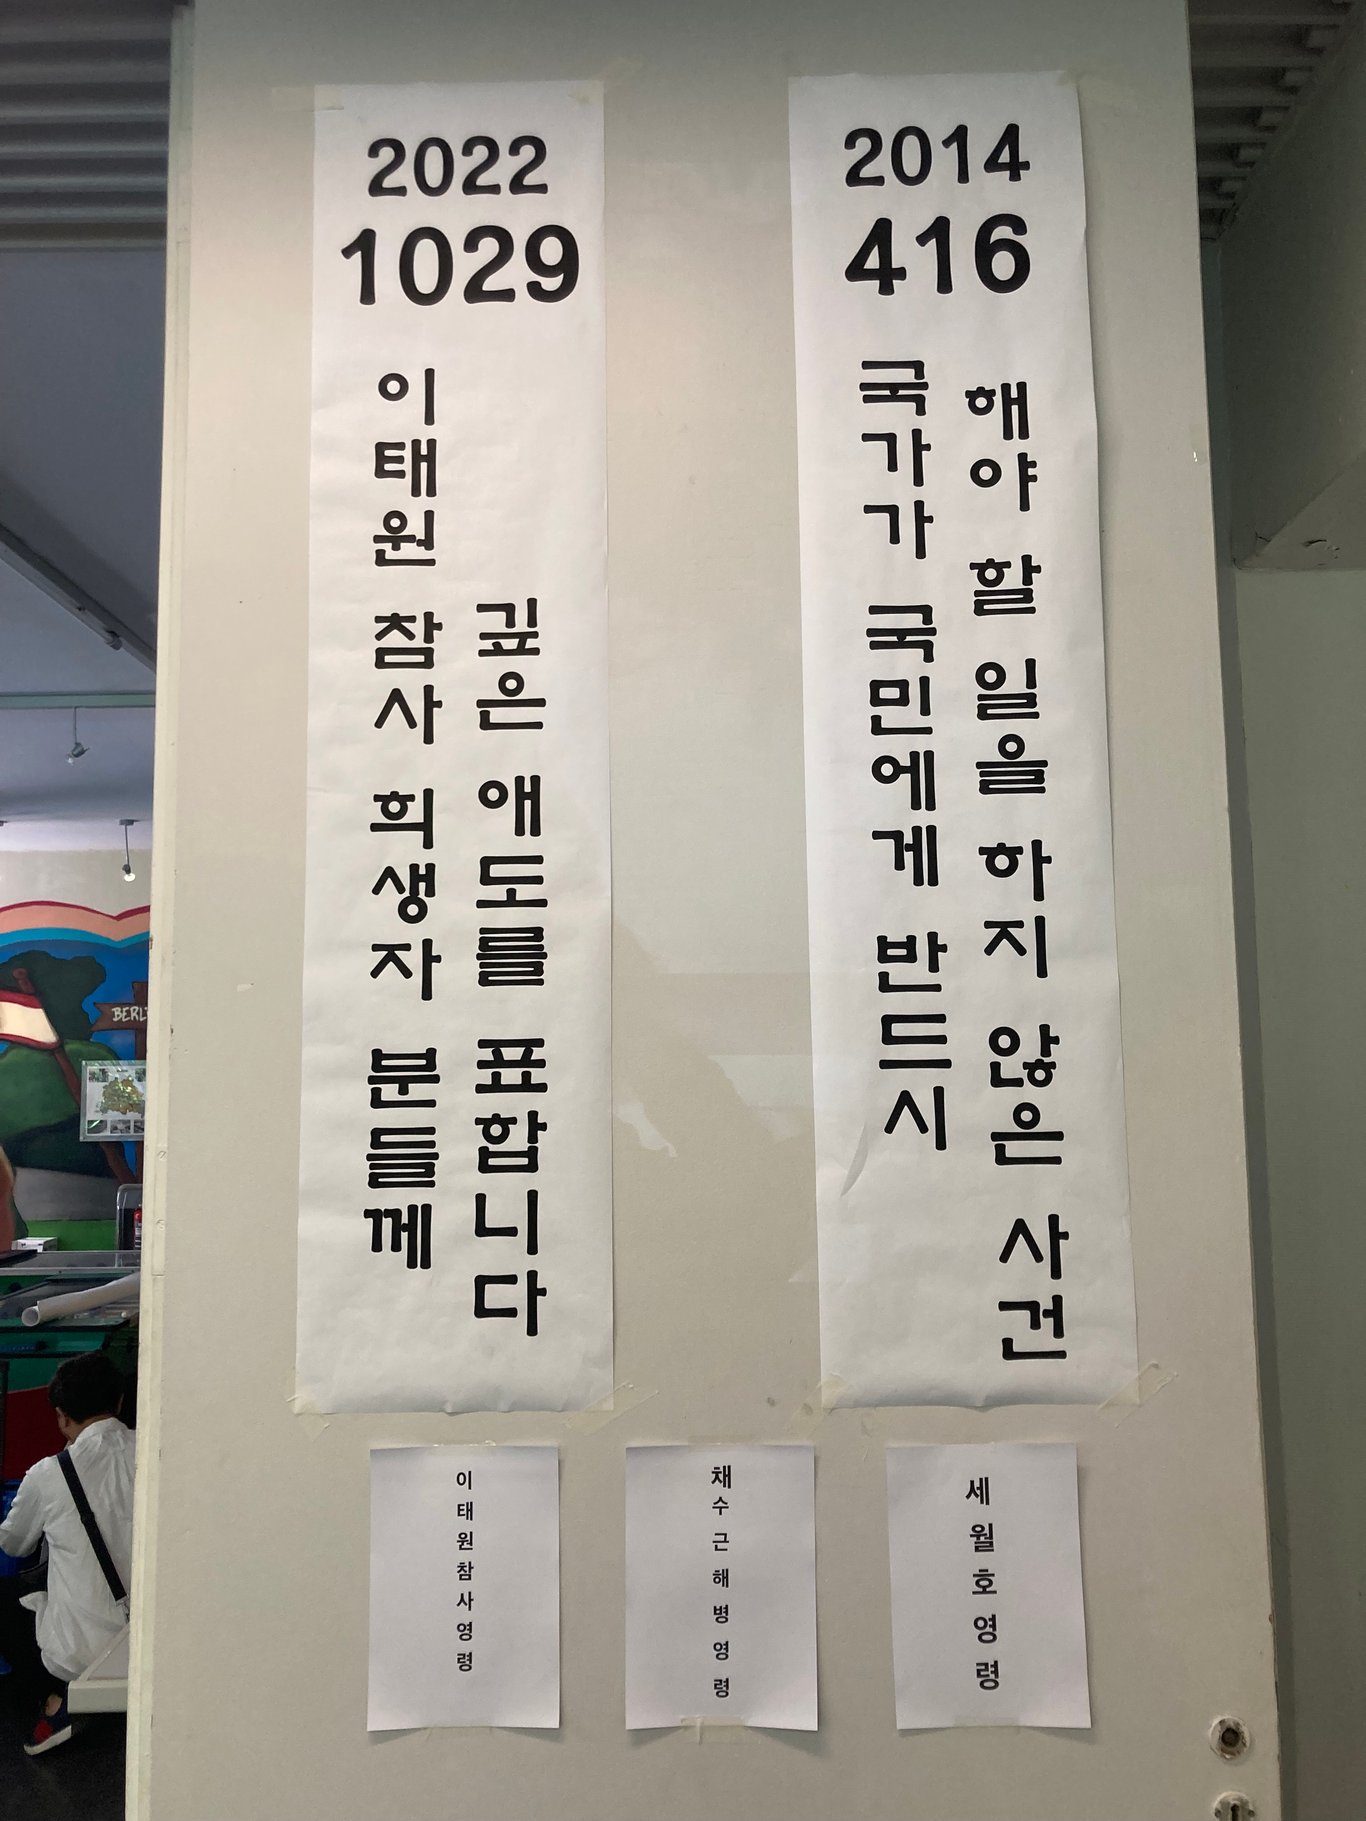 2022
1029
이태원 참사 희생자 분들께
깊은 애도를 표합니다
2014
416
국가가 국민에게 반드시
해야 할 일을 하지 않은 사건
이태원참사영령
채수근 해병 영령
세월호영령